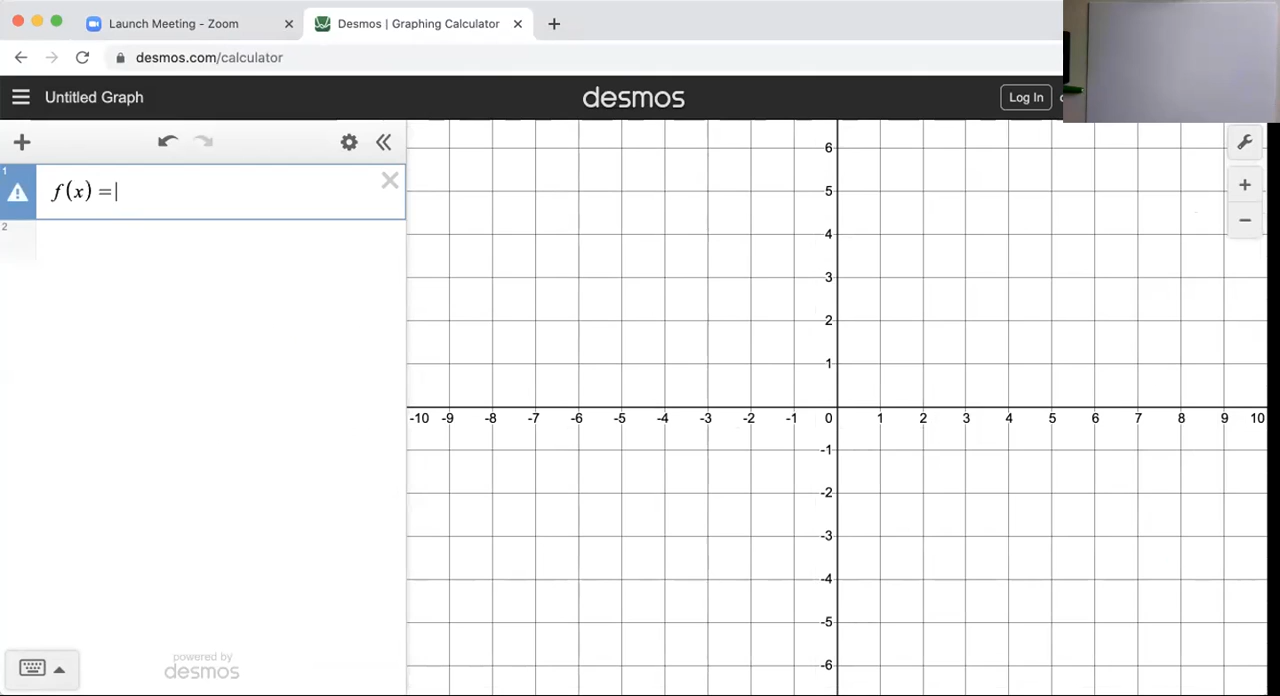 Launch Meeting - Zoom
Desmos | Graphing Calculator
desmos.com/calculator
Untitled Graph
desmos
Log In
1
f(x) =
2
powered by
desmos
6
5
4
3
2
1
-10 -9 -8 -7 -6 -5 -4 -3 -2 -1 0 1 2 3 4 5 6 7 8 9 10
-1
-2
-3
-4
-5
-6